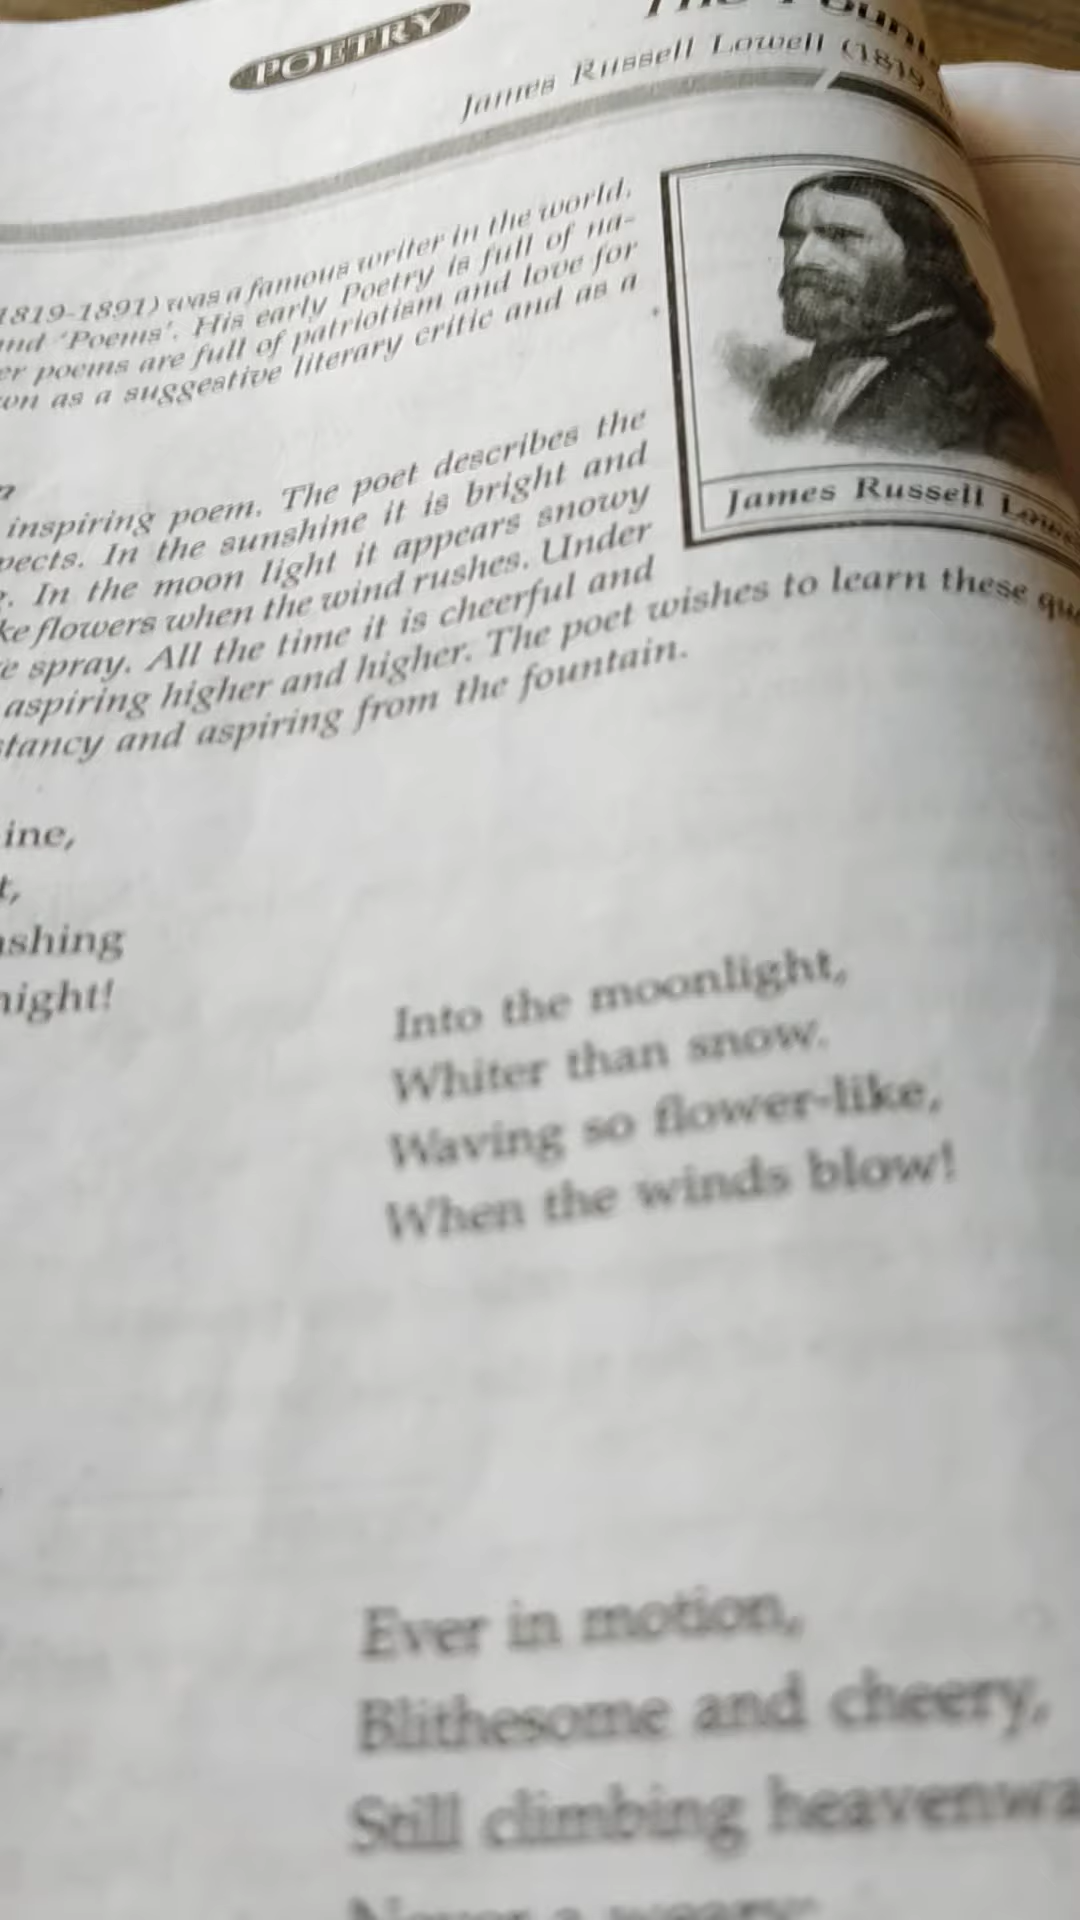 POETRY
James Russell Lowell (1819
1819-1891) was a famous writer in the world.
and 'Poems'. His early Poetry is full of na-
er poems are full of patriotism and love for
wn as a suggestive literary critic and as a
James Russell
inspiring poem. The poet describes the
pects. In the sunshine it is bright and
g. In the moon light it appears snowy
ke flowers when the wind rushes. Under
e spray. All the time it is cheerful and
aspiring higher and higher. The poet wishes to learn these qu
stancy and aspiring from the fountain.
ine,
t,
ashing
night!
Into the moonlight,
Whiter than snow.
Waving so flower-like,
When the winds blow!
Ever in motion,
Blithesome and cheery,
Still climbing heavenwa